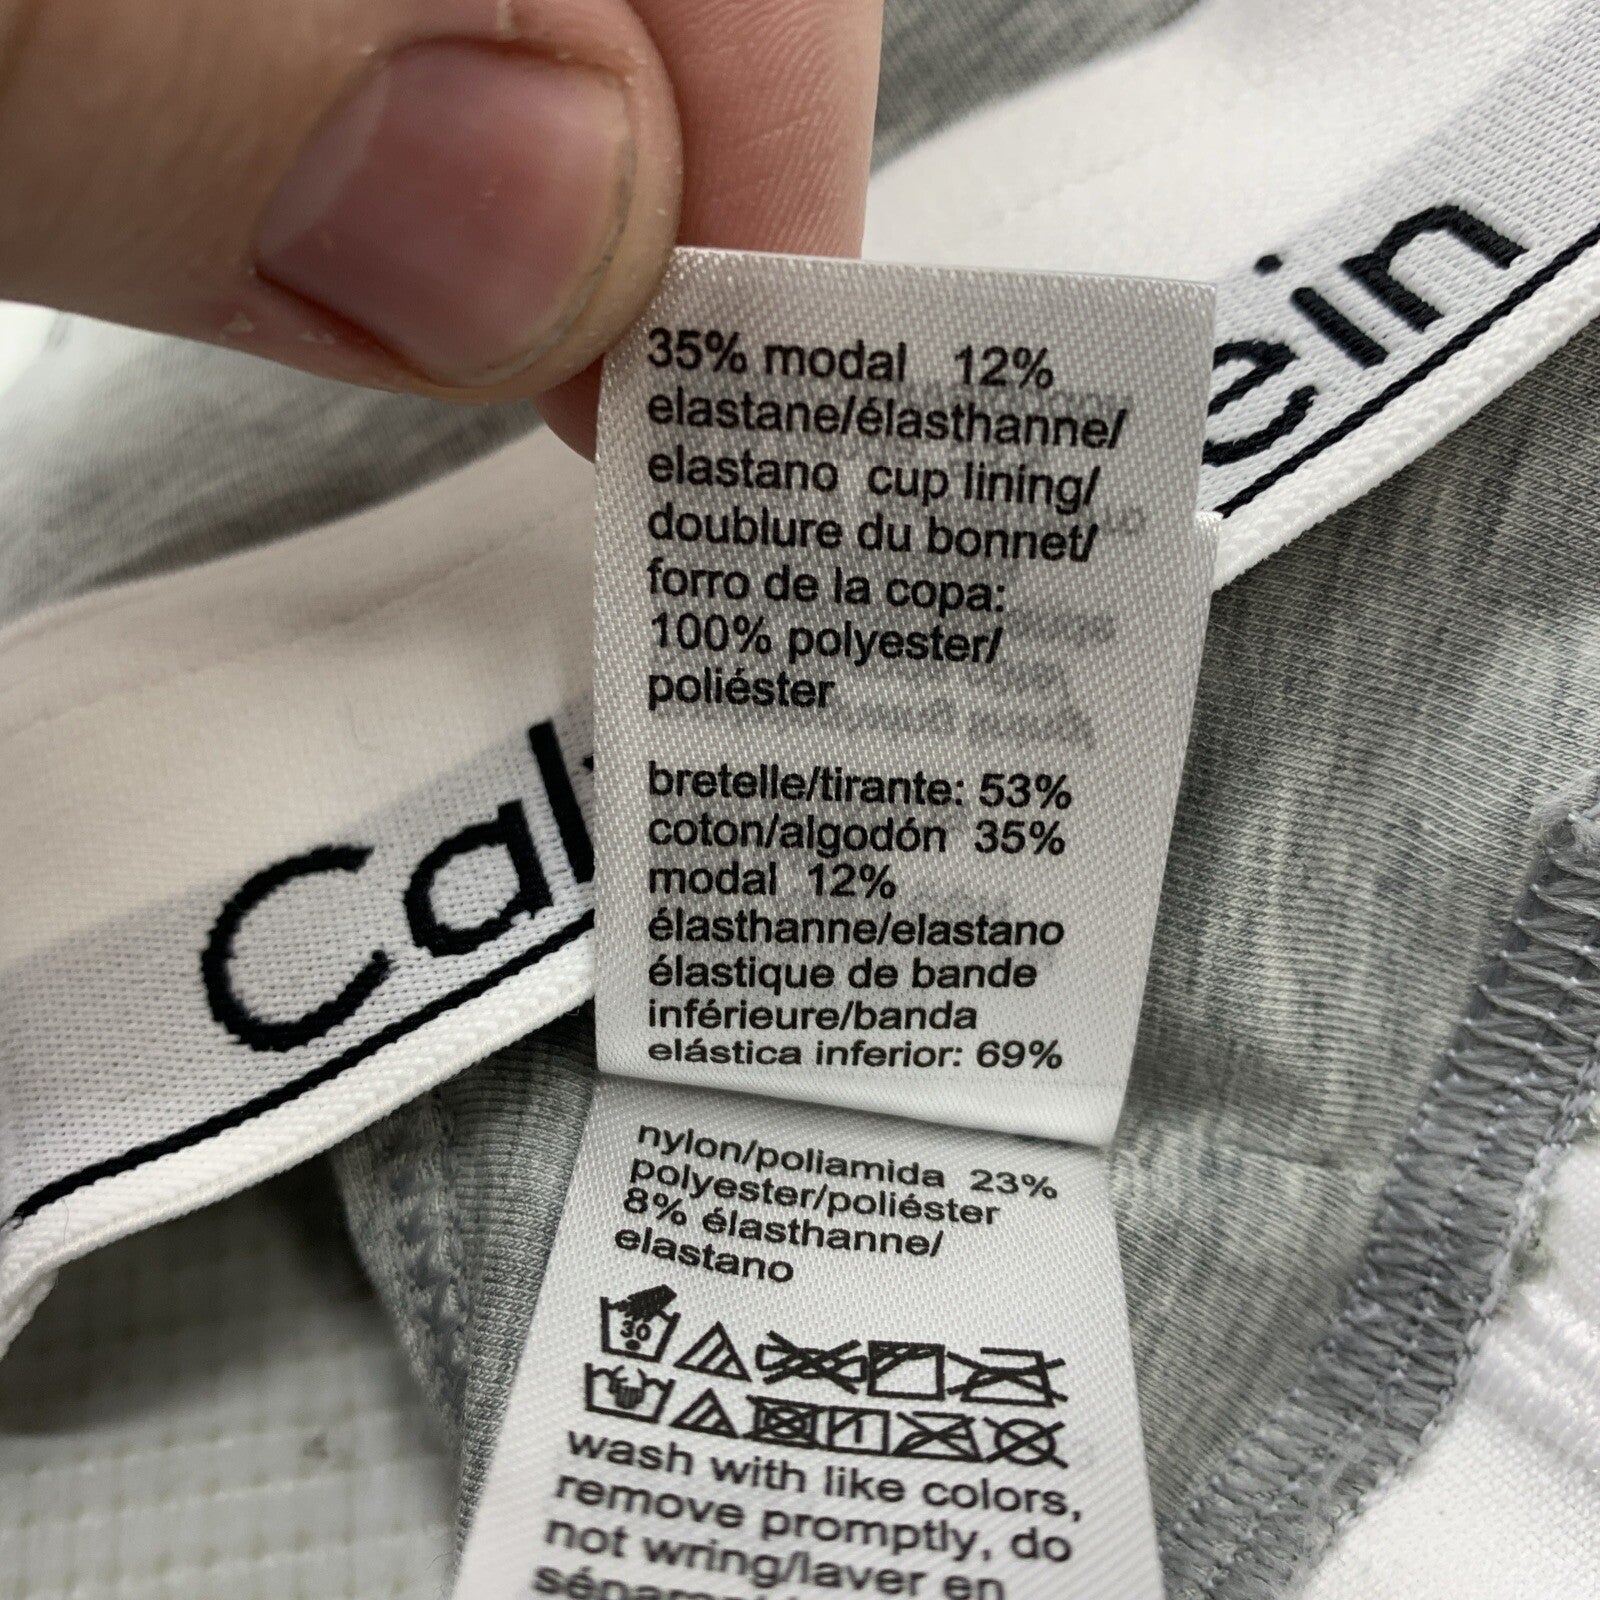 35% modal 12%
elastane/élasthanne/
elastano cup lining/
doublure du bonnet/
forro de la copa:
100% polyester/
poliéster
bretelle/tirante: 53%
coton/algodón 35%
modal 12%
élasthanne/elastano
élastique de bande
inférieure/banda
elástica inferior: 69%
nylon/poliamida 23%
polyester/poliéster
8% élasthanne/
elastano
30
wash with like colors,
remove promptly, do
not wring/laver en
Cal
ein